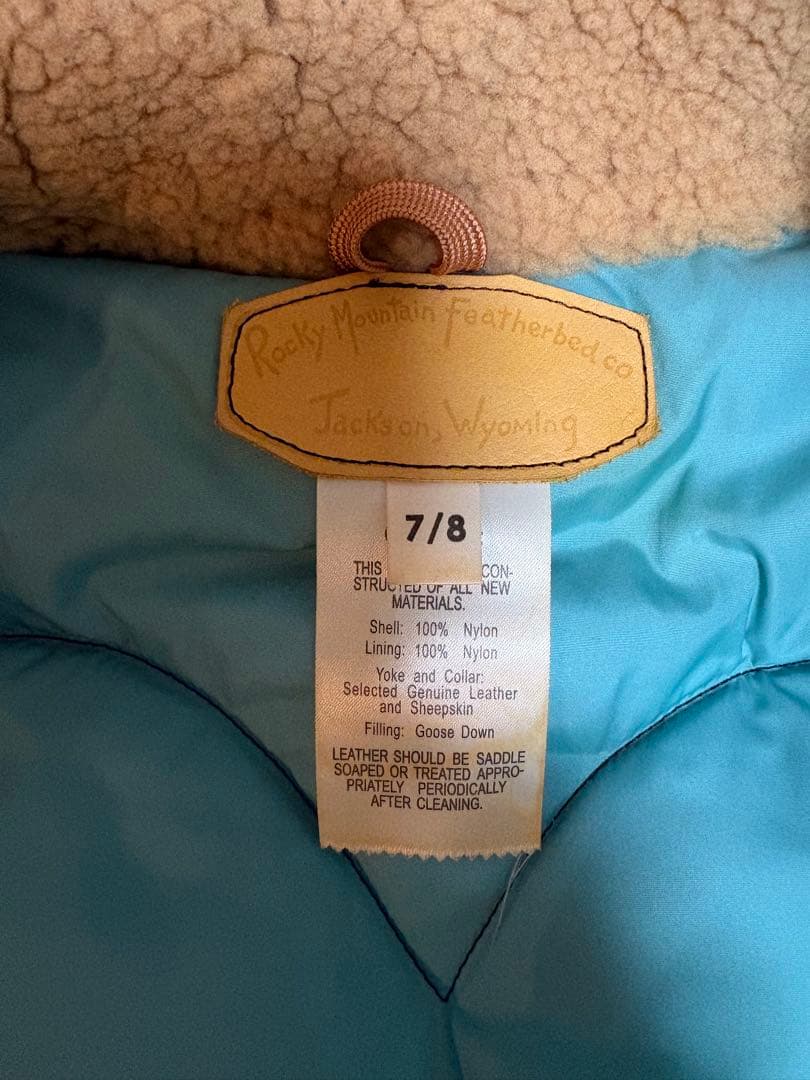 Rocky Mountain Featherbed co
Jackson, Wyoming
7/8
THIS CON-
STRUCTED OF ALL NEW
MATERIALS.
Shell: 100% Nylon
Lining: 100% Nylon
Yoke and Collar:
Selected Genuine Leather
and Sheepskin
Filling: Goose Down
LEATHER SHOULD BE SADDLE
SOAPED OR TREATED APPRO-
PRIATELY PERIODICALLY
AFTER CLEANING.